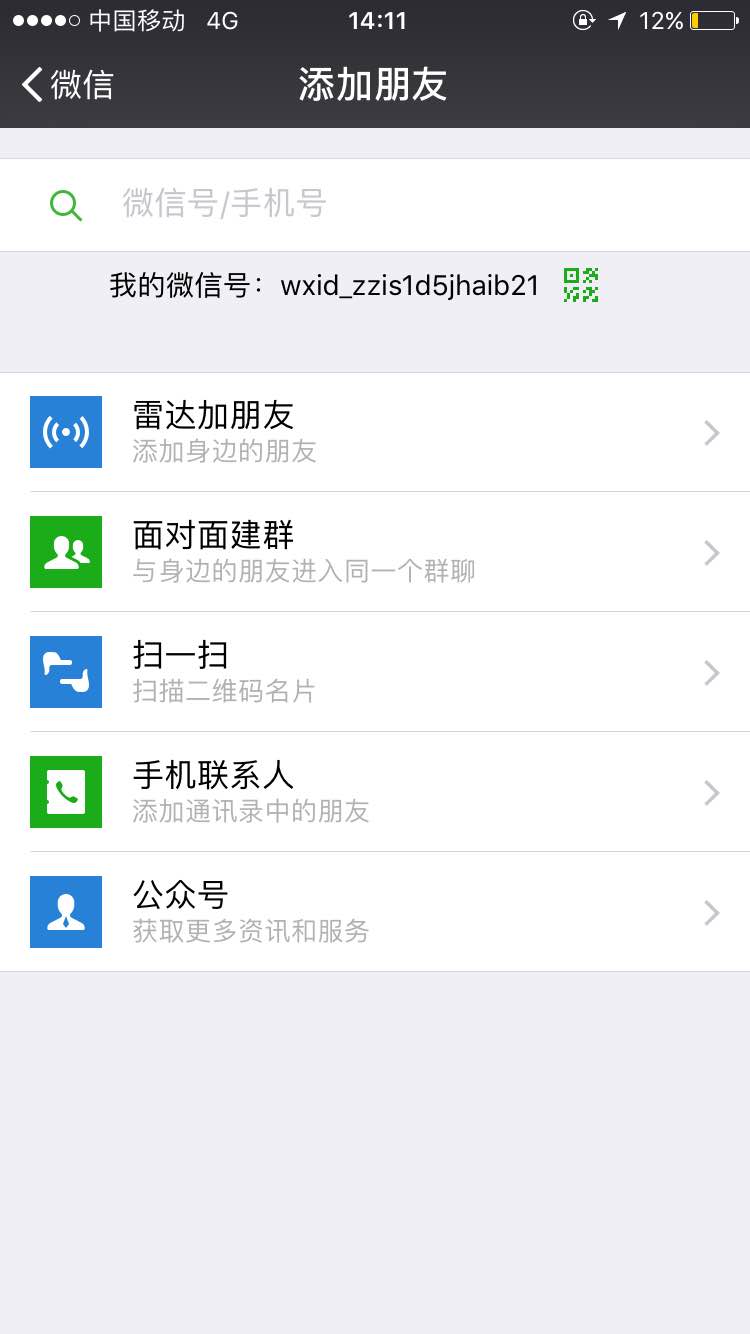 中国移动 4G 14:11 12%
微信 添加朋友
微信号/手机号
我的微信号：wxid_zzis1d5jhaib21
雷达加朋友
添加身边的朋友
面对面建群
与身边的朋友进入同一个群聊
扫一扫
扫描二维码名片
手机联系人
添加通讯录中的朋友
公众号
获取更多资讯和服务